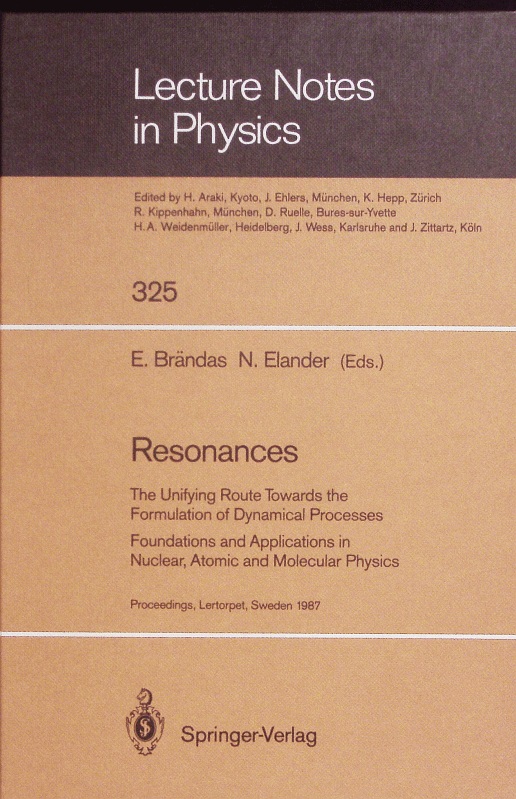 Lecture Notes
in Physics
Edited by H. Araki, Kyoto, J. Ehlers, München, K. Hepp, Zürich
R. Kippenhahn, München, D. Ruelle, Bures-sur-Yvette
H. A. Weidenmüller, Heidelberg, J. Wess, Karlsruhe and J. Zittartz, Köln
325
E. Brändas N. Elander (Eds.)
Resonances
The Unifying Route Towards the
Formulation of Dynamical Processes
Foundations and Applications in
Nuclear, Atomic and Molecular Physics
Proceedings, Lertorpet, Sweden 1987
Springer-Verlag